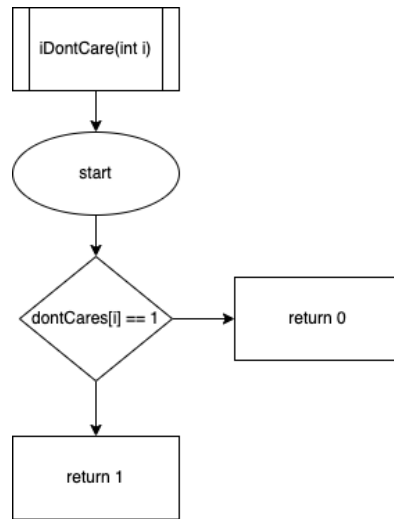 iDontCare(int i)
start
dontCares[i] == 1
return 0
return 1